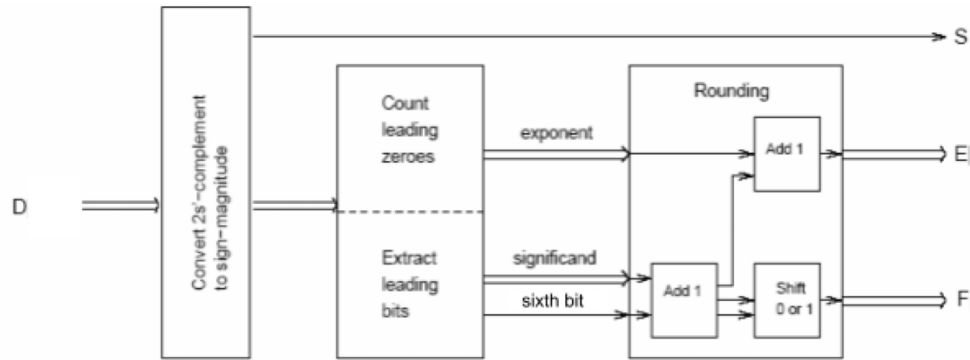 S
Count
leading
zeroes
Rounding
exponent
Add 1
E
D
Convert 2s'-complement
to sign-magnitude
Extract
leading
bits
significand
sixth bit
Add 1
Shift
0 or 1
F